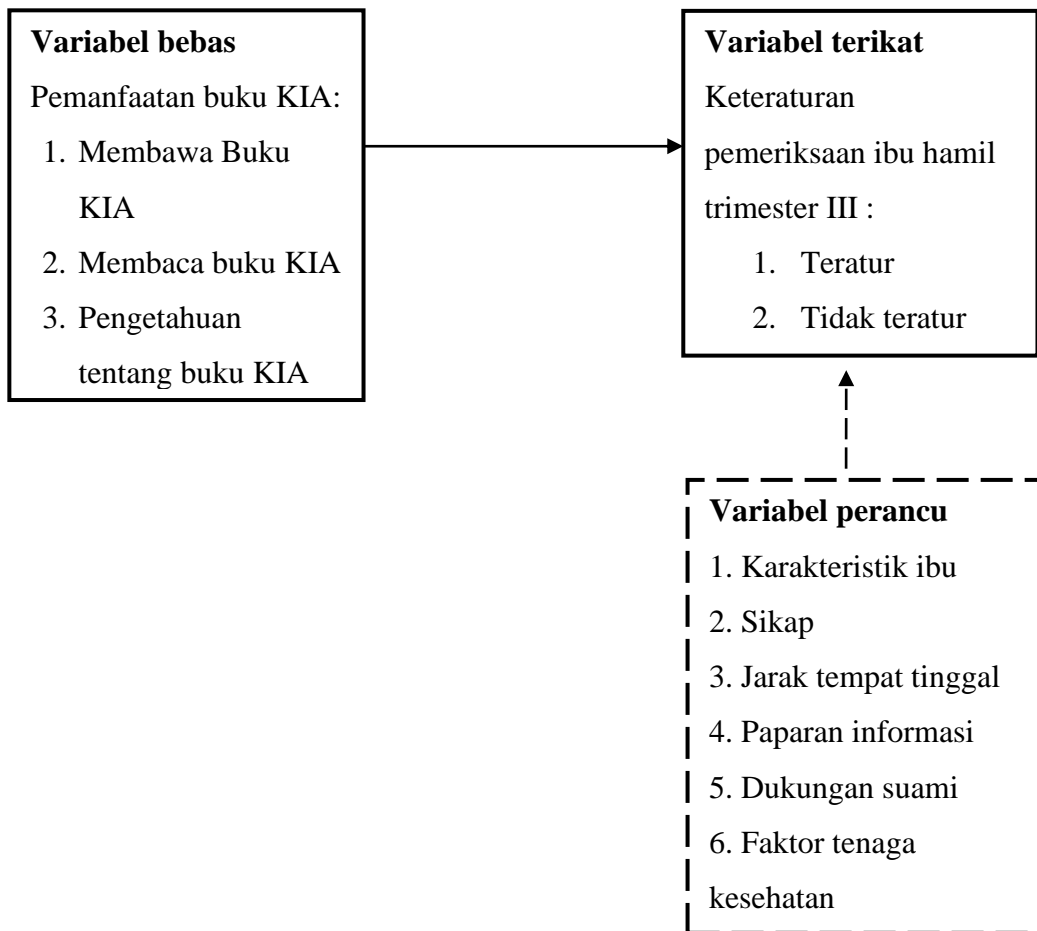 Variabel bebas
Pemanfaatan buku KIA:
1. Membawa Buku
KIA
2. Membaca buku KIA
3. Pengetahuan
tentang buku KIA
Variabel terikat
Keteraturan
pemeriksaan ibu hamil
trimester III :
1. Teratur
2. Tidak teratur
Variabel perancu
1. Karakteristik ibu
2. Sikap
3. Jarak tempat tinggal
4. Paparan informasi
5. Dukungan suami
6. Faktor tenaga
kesehatan